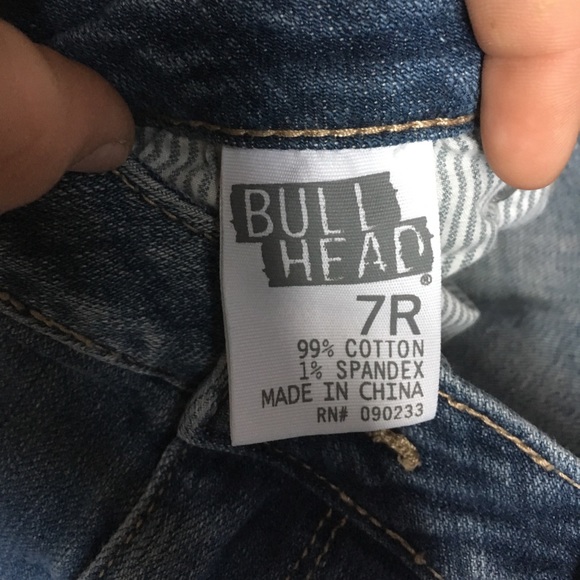 BULL
HEAD®
7R
99% COTTON
1% SPANDEX
MADE IN CHINA
RN# 090233